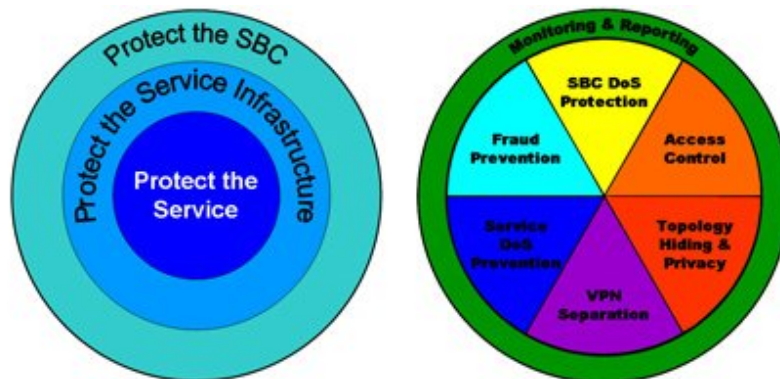 Protect the SBC
Protect the Service Infrastructure
Protect the
Service
Monitoring & Reporting
SBC DoS
Protection
Fraud
Prevention
Access
Control
Service
DoS
Prevention
Topology
Hiding &
Privacy
VPN
Separation